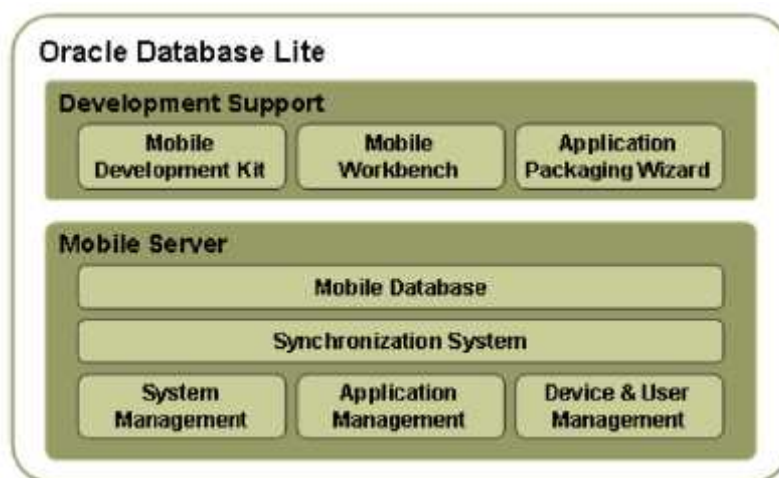 Oracle Database Lite
Development Support
Mobile
Development Kit
Mobile
Workbench
Application
Packaging Wizard
Mobile Server
Mobile Database
Synchronization System
System
Management
Application
Management
Device & User
Management